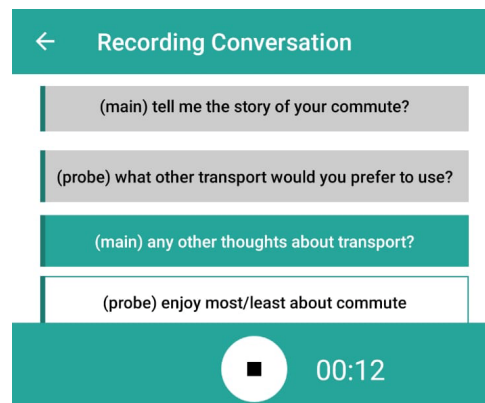 Recording Conversation
(main) tell me the story of your commute?
(probe) what other transport would you prefer to use?
(main) any other thoughts about transport?
(probe) enjoy most/least about commute
00:12